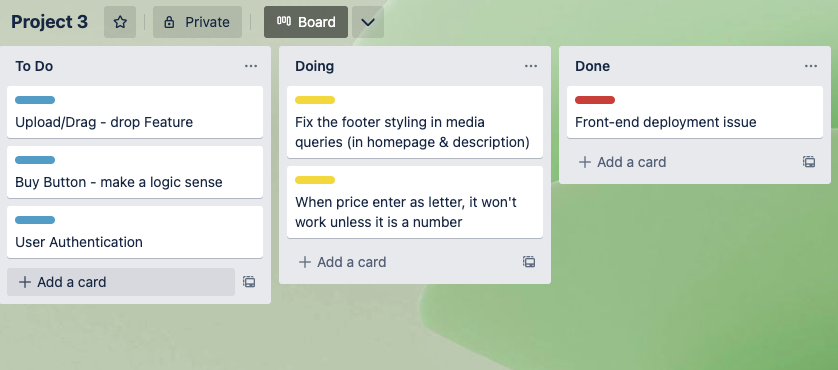 Project 3
Private
Board
To Do
Upload/Drag - drop Feature
Buy Button - make a logic sense
User Authentication
Add a card
Doing
Fix the footer styling in media
queries (in homepage & description)
When price enter as letter, it won't
work unless it is a number
Add a card
Done
Front-end deployment issue
Add a card